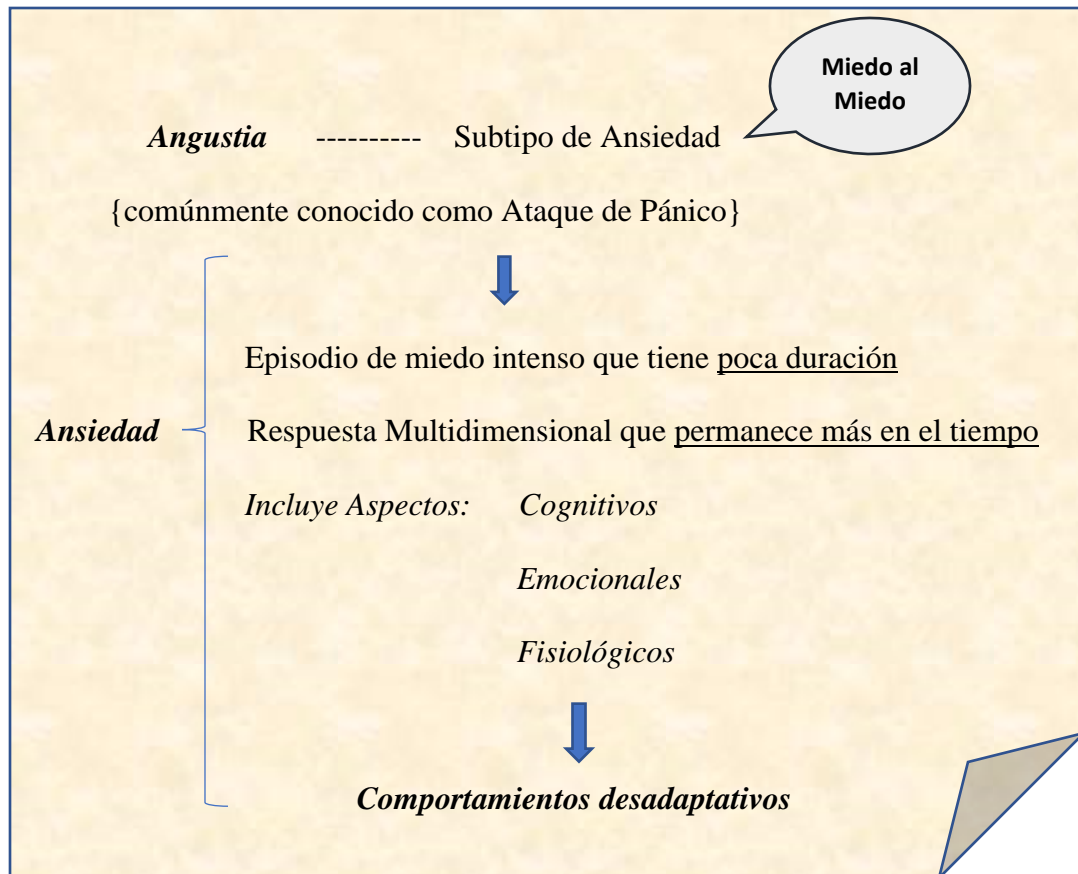 Miedo al
Miedo
Angustia ---------- Subtipo de Ansiedad
{comúnmente conocido como Ataque de Pánico}
Episodio de miedo intenso que tiene poca duración
Ansiedad Respuesta Multidimensional que permanece más en el tiempo
Incluye Aspectos: Cognitivos
Emocionales
Fisiológicos
Comportamientos desadaptativos